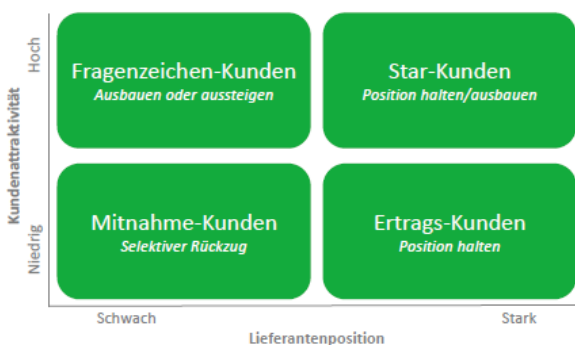 Kundenattraktivität
Hoch
Niedrig
Fragenzeichen-Kunden
Ausbauen oder aussteigen
Star-Kunden
Position halten/ausbauen
Mitnahme-Kunden
Selektiver Rückzug
Ertrags-Kunden
Position halten
Schwach
Stark
Lieferantenposition